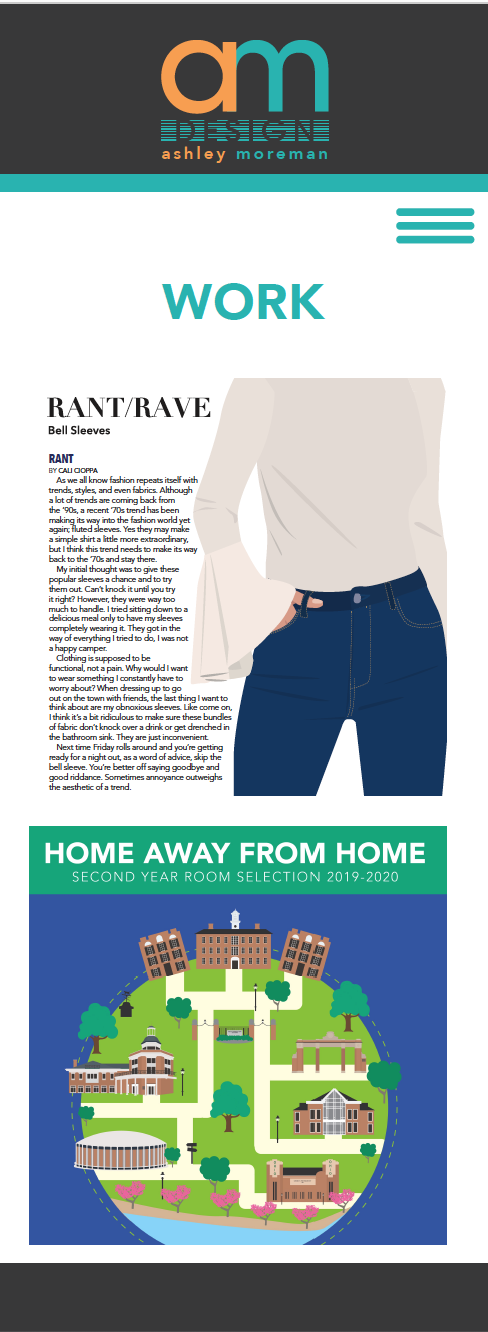 am
DESIGN
ashley moreman
WORK
RANT/RAVE
Bell Sleeves
RANT
BY CALI CIOPPA
As we all know fashion repeats itself with
trends, styles, and even fabrics. Although
a lot of trends are coming back from
the '90s, a recent '70s trend has been
making its way into the fashion world yet
again; fluted sleeves. Yes they may make
a simple shirt a little more extraordinary,
but I think this trend needs to make its way
back to the '70s and stay there.
My initial thought was to give these
popular sleeves a chance and to try
them out. Can't knock it until you try
it right? However, they were way too
much to handle. I tried sitting down to a
delicious meal only to have my sleeves
completely wearing it. They got in the
way of everything I tried to do, I was not
a happy camper.
Clothing is supposed to be
functional, not a pain. Why would I want
to wear something I constantly have to
worry about? When dressing up to go
out on the town with friends, the last thing I want to
think about are my obnoxious sleeves. Like come on,
I think it's a bit ridiculous to make sure these bundles
of fabric don't knock over a drink or get drenched in
the bathroom sink. They are just inconvenient.
Next time Friday rolls around and you're getting
ready for a night out, as a word of advice, skip the
bell sleeve. You're better off saying goodbye and
good riddance. Sometimes annoyance outweighs
the aesthetic of a trend.
HOME AWAY FROM HOME
SECOND YEAR ROOM SELECTION 2019-2020